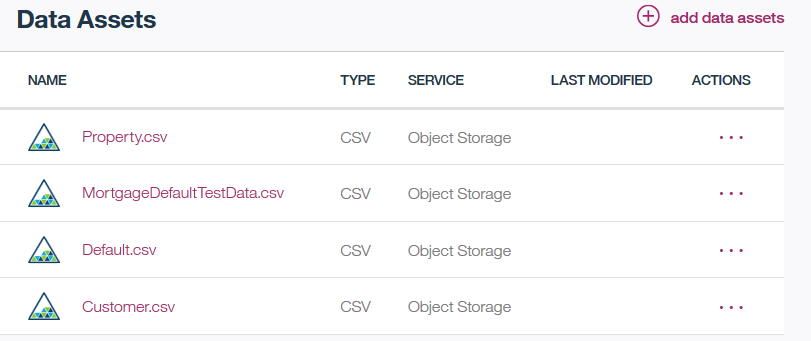 Data Assets
add data assets
NAME TYPE SERVICE LAST MODIFIED ACTIONS
Property.csv CSV Object Storage
MortgageDefaultTestData.csv CSV Object Storage
Default.csv CSV Object Storage
Customer.csv CSV Object Storage